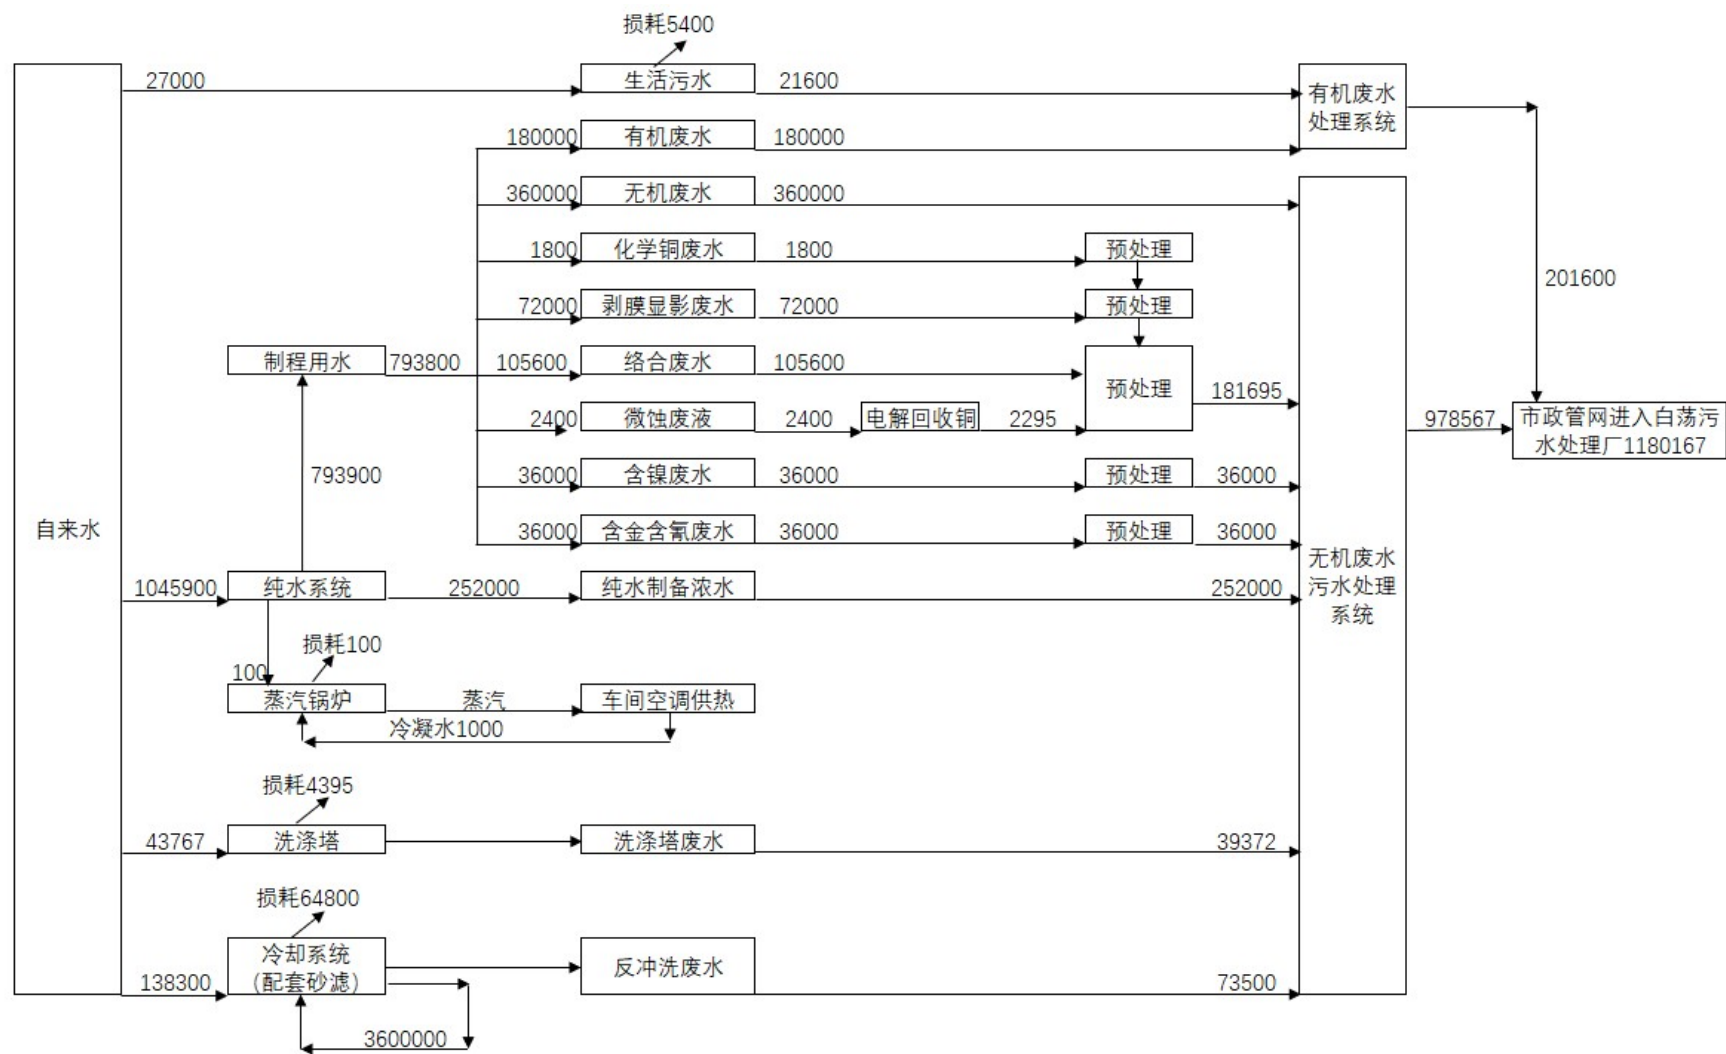 损耗5400
27000
生活污水
21600
有机废水
处理系统
180000
有机废水
180000
360000
无机废水
360000
1800
化学铜废水
1800
预处理
72000
剥膜显影废水
72000
预处理
201600
制程用水
793800
105600
络合废水
105600
预处理
181695
2400
微蚀废液
2400
电解回收铜
2295
978567
市政管网进入白荡污
水处理厂1180167
793900
36000
含镍废水
36000
预处理
36000
自来水
36000
含金含氰废水
36000
预处理
36000
无机废水
污水处理
系统
1045900
纯水系统
252000
纯水制备浓水
252000
损耗100
100
蒸汽锅炉
蒸汽
车间空调供热
冷凝水1000
损耗4395
43767
洗涤塔
洗涤塔废水
39372
损耗64800
138300
冷却系统
(配套砂滤)
反冲洗废水
73500
3600000